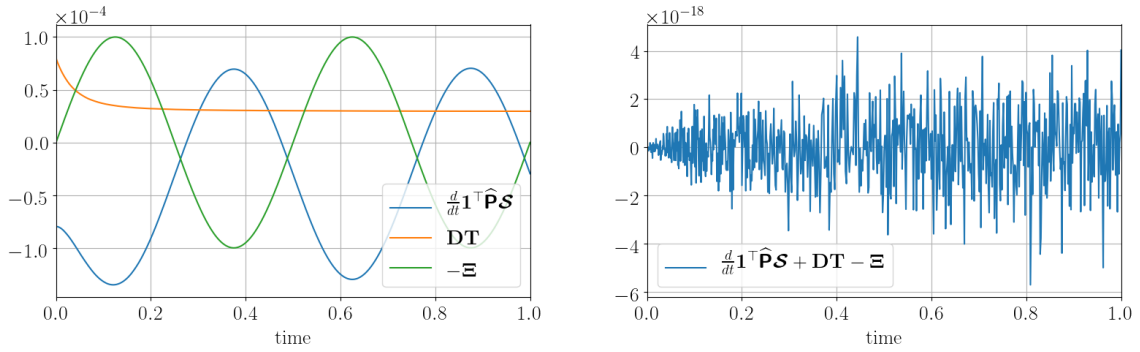 ×10⁻⁴
1.0
0.5
0.0
−0.5
−1.0
0.0 0.2 0.4 0.6 0.8 1.0
time
d/dt 1^⊤ P̂ 𝓢
DT
−Ξ
×10⁻¹⁸
4
2
0
−2
−4
−6
0.0 0.2 0.4 0.6 0.8 1.0
time
d/dt 1^⊤ P̂ 𝓢 + DT − Ξ